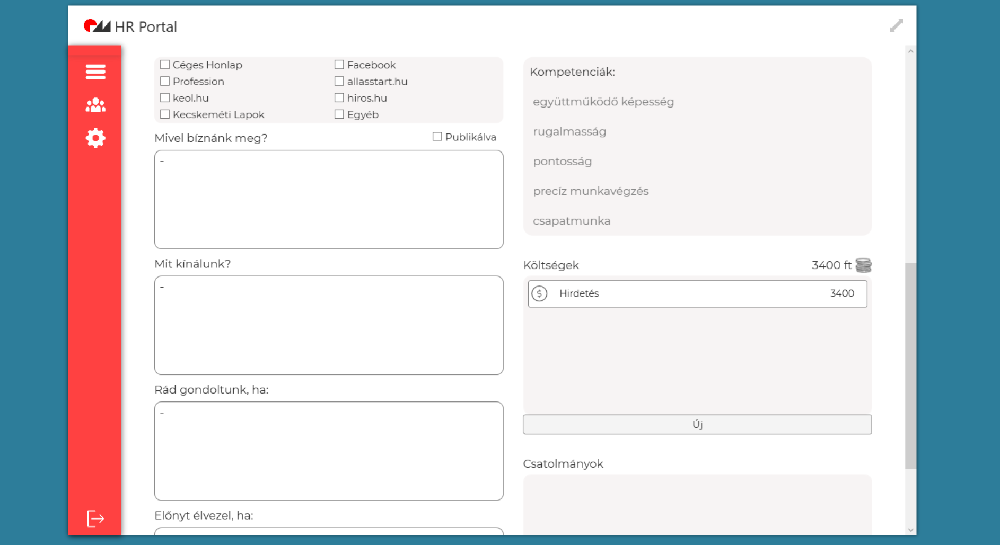 HR Portal
Céges Honlap
Facebook
Profession
allasstart.hu
keol.hu
hiros.hu
Kecskeméti Lapok
Egyéb
Mivel bíznánk meg?
Publikálva
-
Mit kínálunk?
-
Rád gondoltunk, ha:
-
Előnyt élvezel, ha:
Kompetenciák:
együttműködő képesség
rugalmasság
pontosság
precíz munkavégzés
csapatmunka
Költségek
3400 ft
$ Hirdetés 3400
Új
Csatolmányok